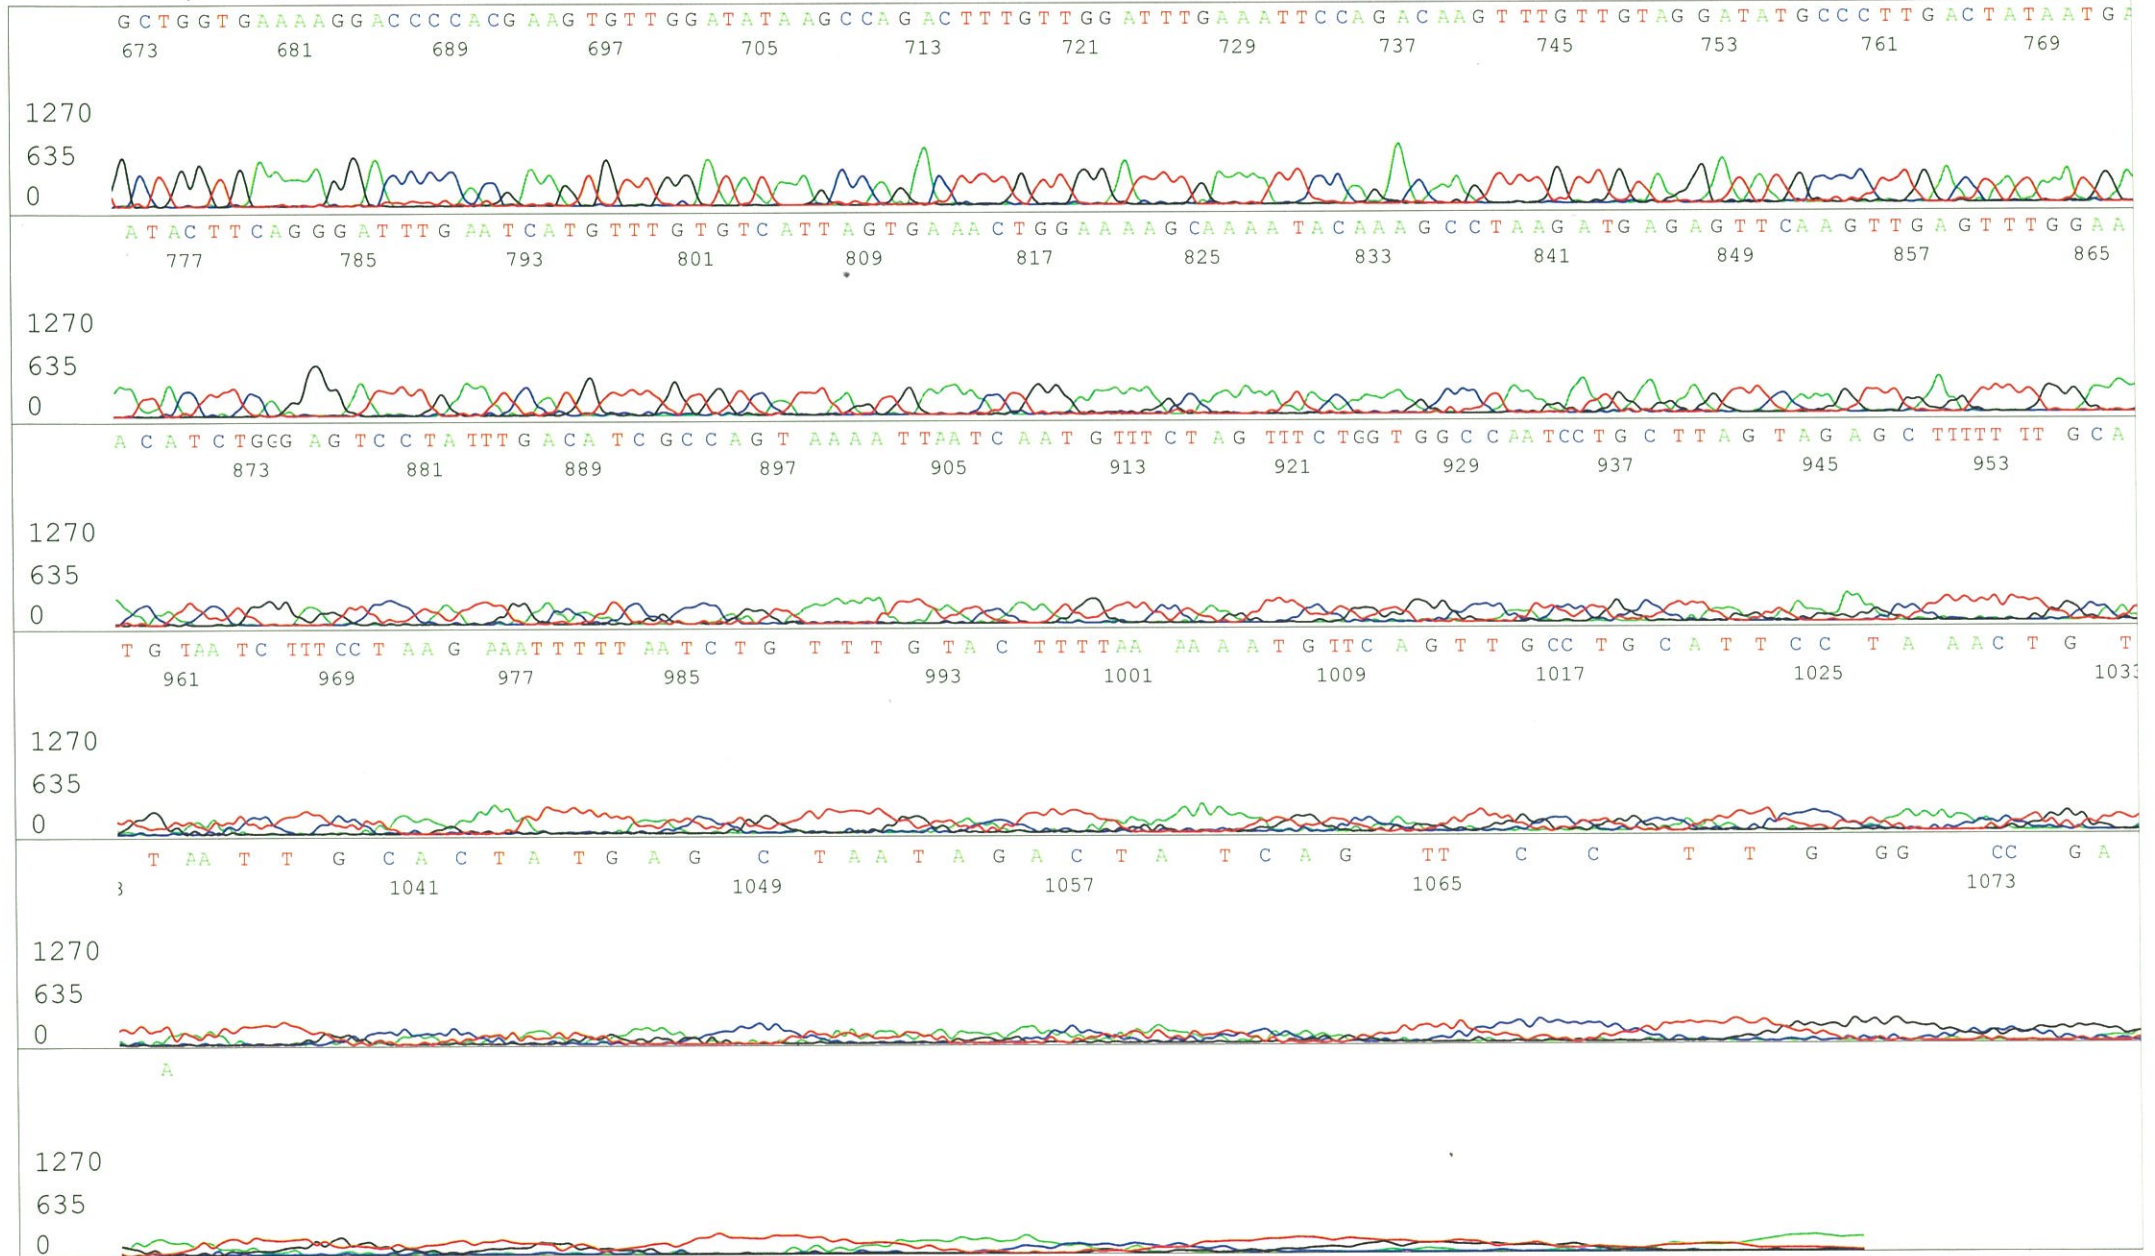 GCTGGTGAAAAGGACCCCACGAAGTGTTGGATATAAGCCAGACTTTGTTGGATTTGAAATTCCAGACAAGTTTGTTGTAGGATATGCCCTTGACTATAATGA
673 681 689 697 705 713 721 729 737 745 753 761 769
1270
635
0
ATACTTCAGGGATTTGAATCATGTTTGTGTCATTAGTGAAACTGGAAAAGCAAAATACAAAGCCTAAGATGAGAGTTCAAGTTGAGTTTGGAA
777 785 793 801 809 817 825 833 841 849 857 865
1270
635
0
ACATCTGGGAGTCCTATTTGACATCGCCAGTAAAATTAATCAATGTTTCTAGTTTCTGGTGGCCCAATCCTGCTTAGTAGAGCTTTTTTTGCA
873 881 889 897 905 913 921 929 937 945 953
1270
635
0
TGTAATCTTTCCTAAGAAATTTTTAATCTGTTTGTACTTTTAAAAAATGTTCAGTTGCCTGCATTCCTAAACTGT
961 969 977 985 993 1001 1009 1017 1025 1033
1270
635
0
TAATTGCACTATGAGCTAATAGACTATCAGTTCCTTGGGCCGA
1041 1049 1057 1065 1073
1270
635
0
A
1270
635
0